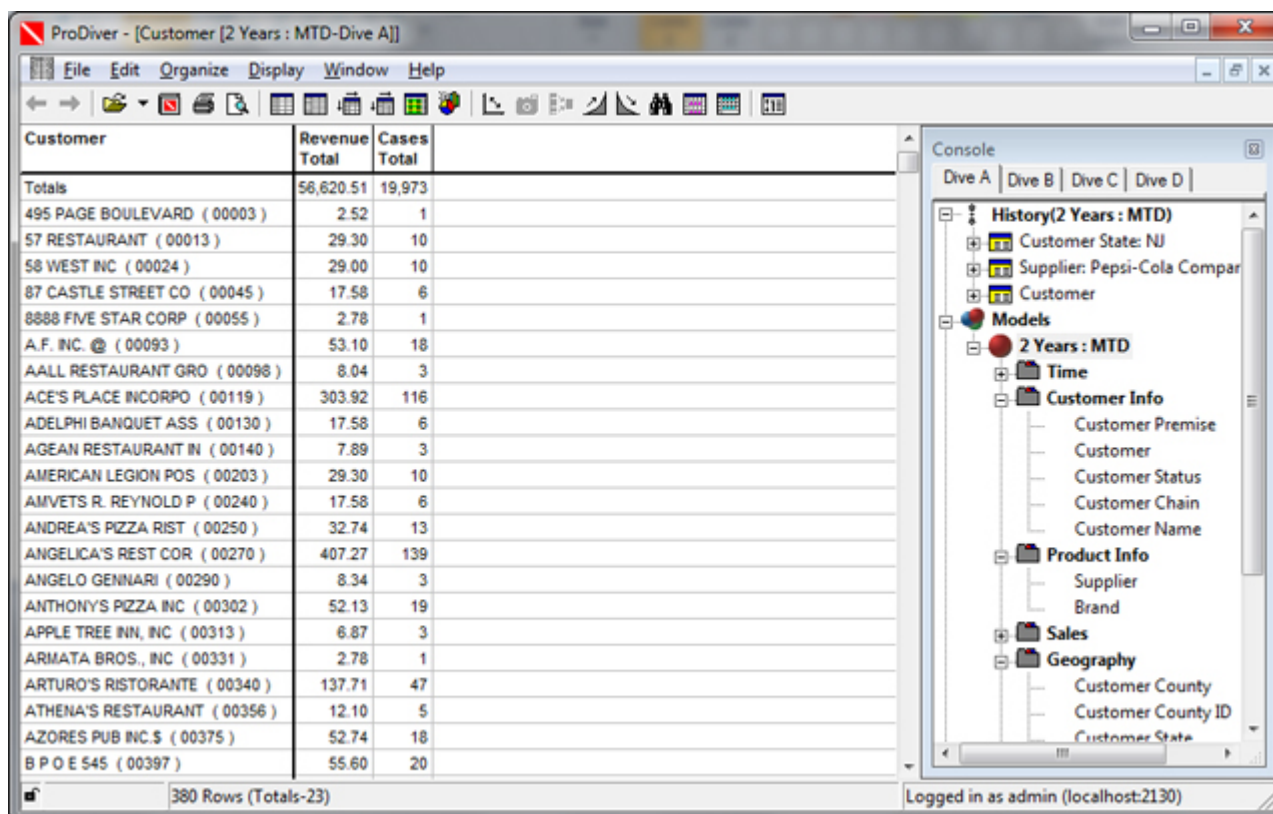 ProDiver - [Customer [2 Years : MTD-Dive A]]
File Edit Organize Display Window Help
Customer Revenue Total Cases Total
Totals 56,620.51 19,973
495 PAGE BOULEVARD ( 00003 ) 2.52 1
57 RESTAURANT ( 00013 ) 29.30 10
58 WEST INC ( 00024 ) 29.00 10
87 CASTLE STREET CO ( 00045 ) 17.58 6
8888 FIVE STAR CORP ( 00055 ) 2.78 1
A.F. INC. @ ( 00093 ) 53.10 18
AALL RESTAURANT GRO ( 00098 ) 8.04 3
ACE'S PLACE INCORPO ( 00119 ) 303.92 116
ADELPHI BANQUET ASS ( 00130 ) 17.58 6
AGEAN RESTAURANT IN ( 00140 ) 7.89 3
AMERICAN LEGION POS ( 00203 ) 29.30 10
AMVETS R. REYNOLD P ( 00240 ) 17.58 6
ANDREA'S PIZZA RIST ( 00250 ) 32.74 13
ANGELICA'S REST COR ( 00270 ) 407.27 139
ANGELO GENNARI ( 00290 ) 8.34 3
ANTHONYS PIZZA INC ( 00302 ) 52.13 19
APPLE TREE INN, INC ( 00313 ) 6.87 3
ARMATA BROS., INC ( 00331 ) 2.78 1
ARTURO'S RISTORANTE ( 00340 ) 137.71 47
ATHENA'S RESTAURANT ( 00356 ) 12.10 5
AZORES PUB INC.$ ( 00375 ) 52.74 18
B P O E 545 ( 00397 ) 55.60 20
Console
Dive A Dive B Dive C Dive D
History(2 Years : MTD)
Customer State: NJ
Supplier: Pepsi-Cola Compar
Customer
Models
2 Years : MTD
Time
Customer Info
Customer Premise
Customer
Customer Status
Customer Chain
Customer Name
Product Info
Supplier
Brand
Sales
Geography
Customer County
Customer County ID
Customer State
380 Rows (Totals-23)
Logged in as admin (localhost:2130)